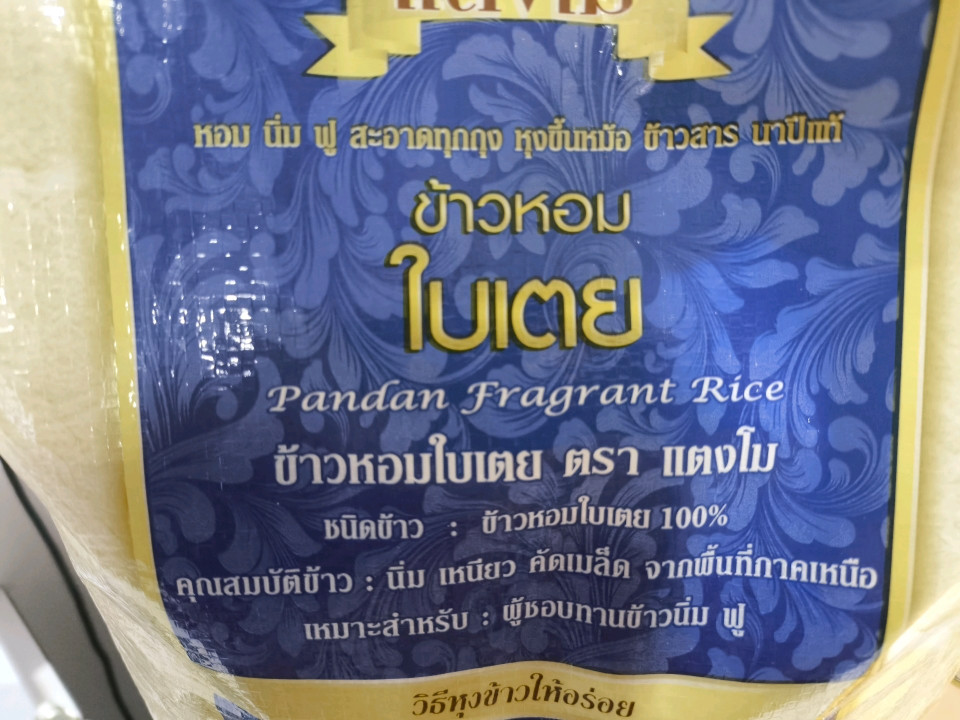 หอม นิ่ม ฟู สะอาดทุกถุง หุงขึ้นหม้อ ข้าวสาร นาปีแท้
ข้าวหอม
ใบเตย
Pandan Fragrant Rice
ข้าวหอมใบเตย ตรา แตงโม
ชนิดข้าว : ข้าวหอมใบเตย 100%
คุณสมบัติข้าว : นิ่ม เหนียว คัดเมล็ด จากพื้นที่ภาคเหนือ
เหมาะสำหรับ : ผู้ชอบทานข้าวนิ่ม ฟู
วิธีหุงข้าวให้อร่อย